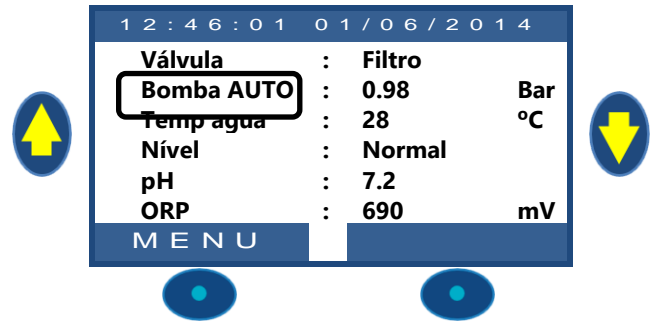 12:46:01 01/06/2014
Válvula : Filtro
Bomba AUTO : 0.98 Bar
Temp água : 28 ºC
Nível : Normal
pH : 7.2
ORP : 690 mV
MENU